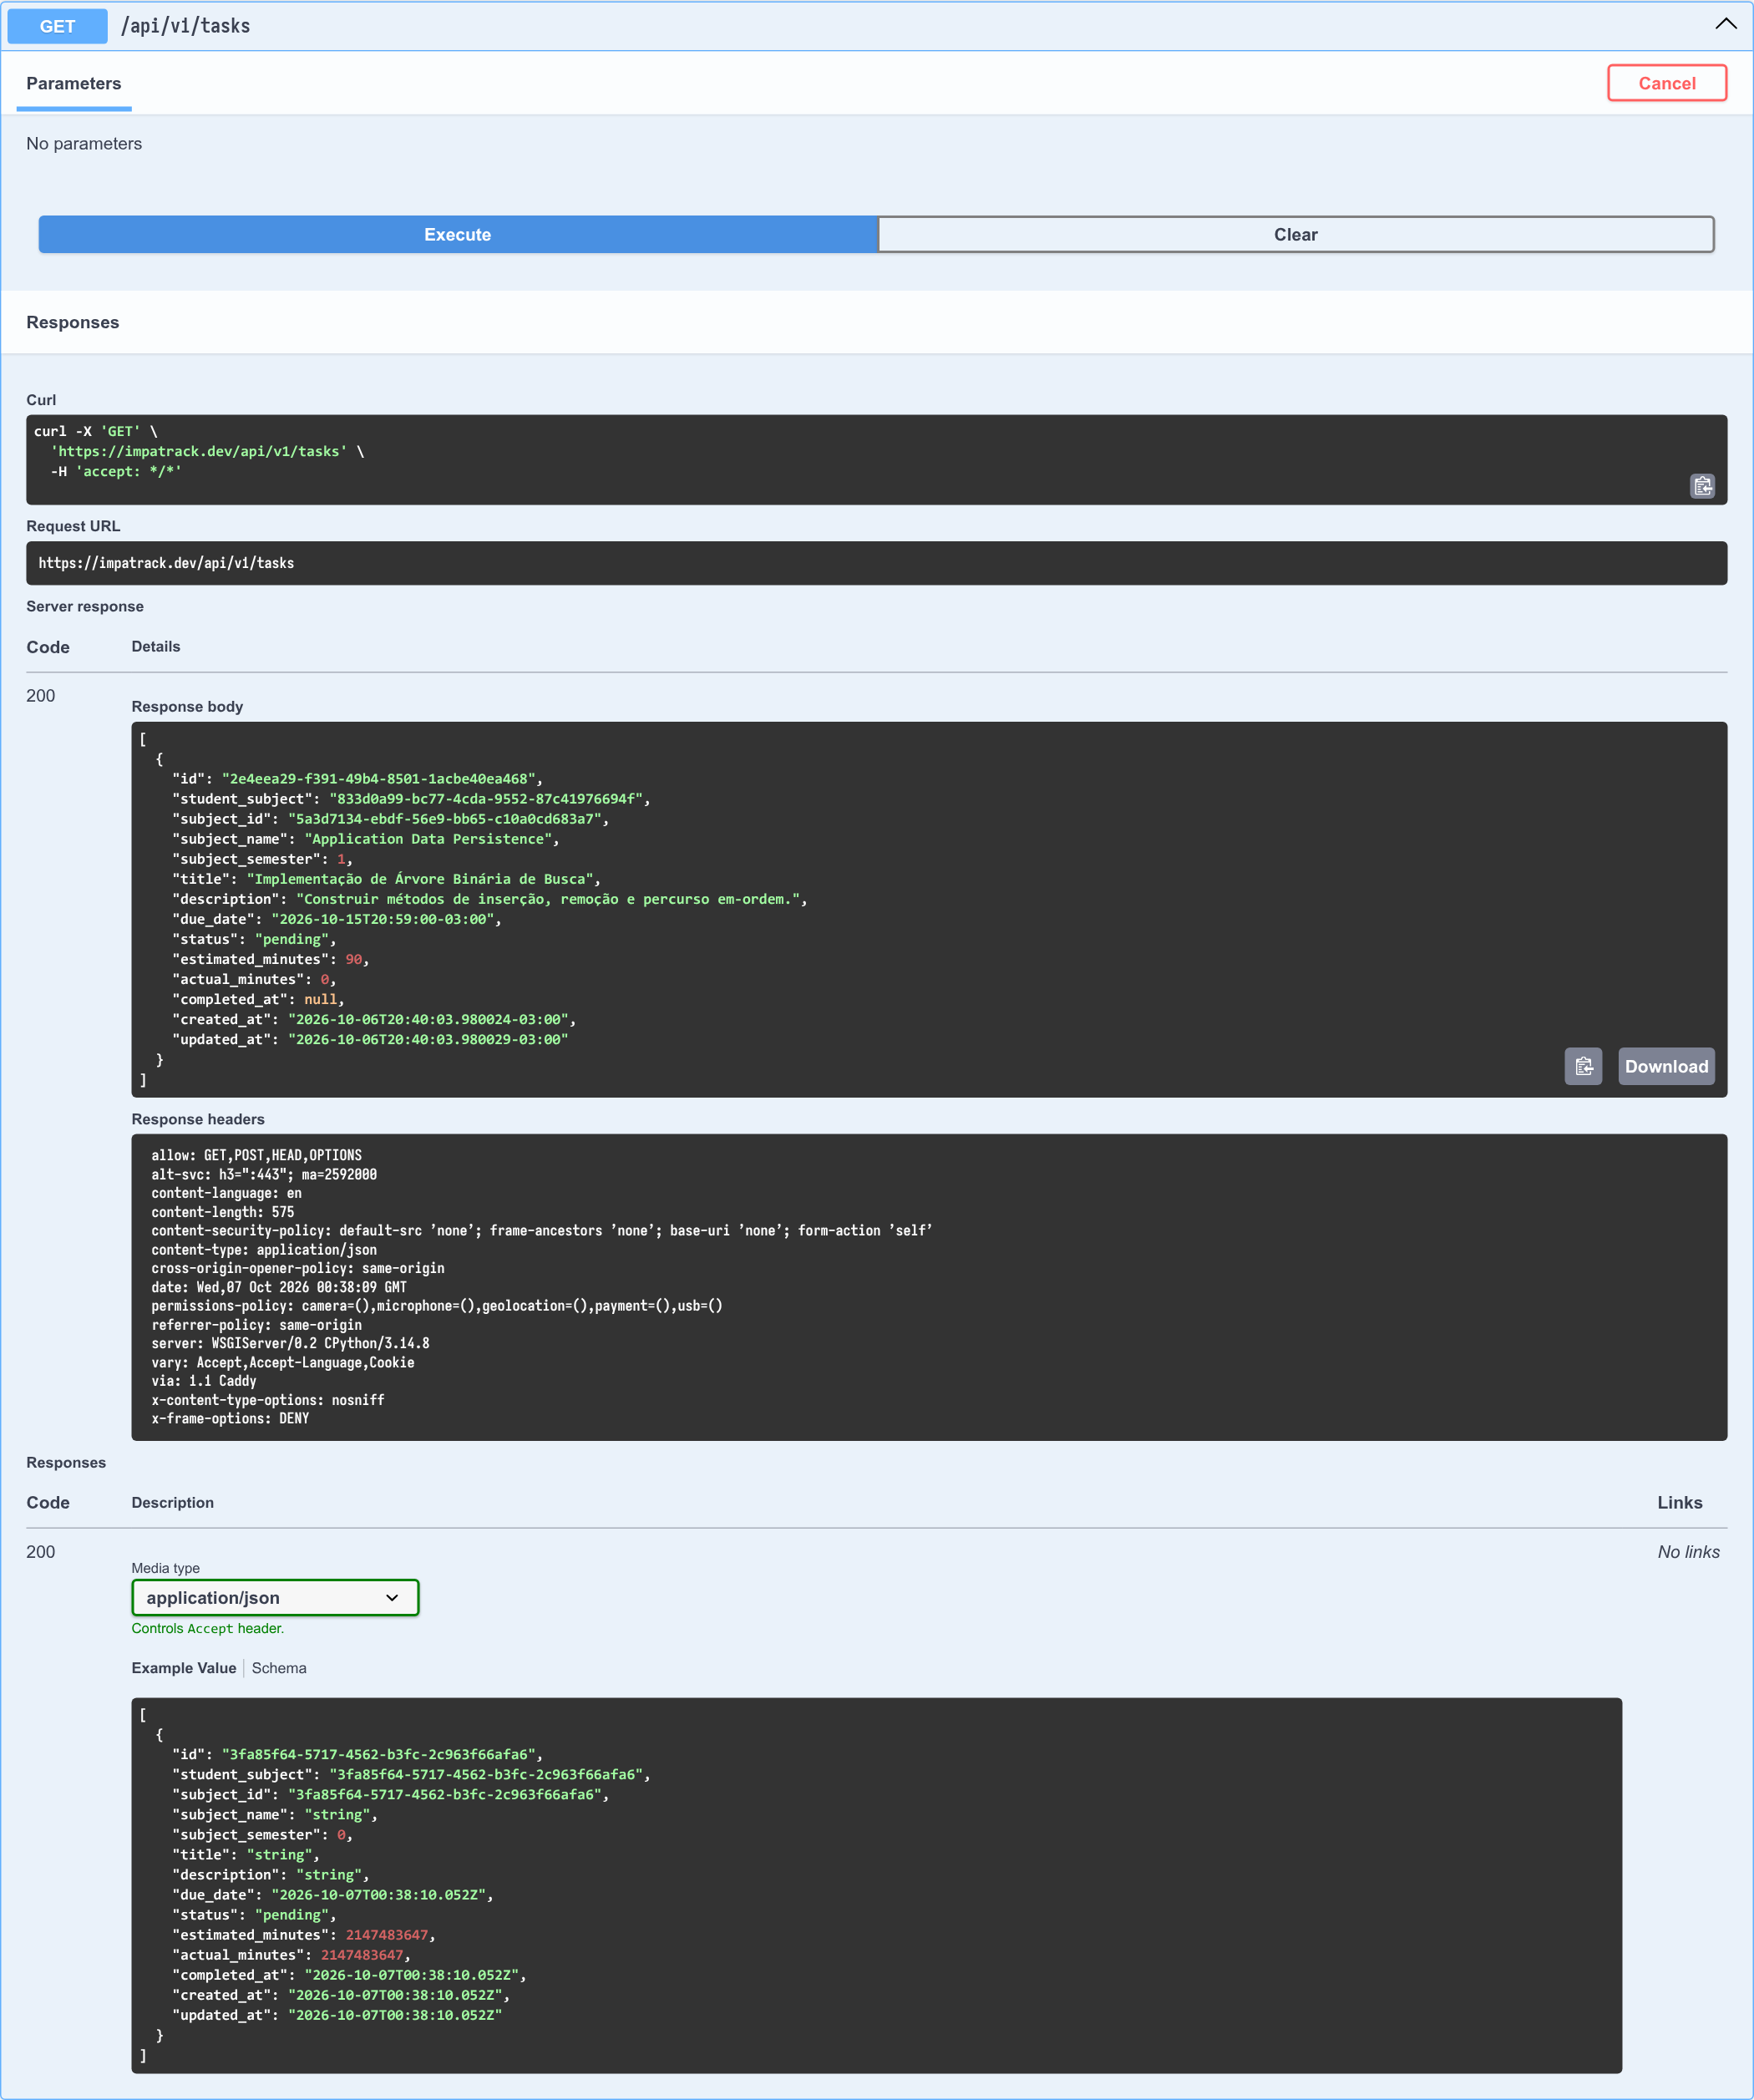 GET /api/v1/tasks
Parameters
Cancel
No parameters
Execute
Clear
Responses
Curl
curl -X 'GET' \
  'https://impatrack.dev/api/v1/tasks' \
  -H 'accept: */*'
Request URL
https://impatrack.dev/api/v1/tasks
Server response
Code Details
200
Response body
[
  {
    "id": "2e4eea29-f391-49b4-8501-1acbe40ea468",
    "student_subject": "833d0a99-bc77-4cda-9552-87c41976694f",
    "subject_id": "5a3d7134-ebdf-56e9-bb65-c10a0cd683a7",
    "subject_name": "Application Data Persistence",
    "subject_semester": 1,
    "title": "Implementação de Árvore Binária de Busca",
    "description": "Construir métodos de inserção, remoção e percurso em-ordem.",
    "due_date": "2026-10-15T20:59:00-03:00",
    "status": "pending",
    "estimated_minutes": 90,
    "actual_minutes": 0,
    "completed_at": null,
    "created_at": "2026-10-06T20:40:03.980024-03:00",
    "updated_at": "2026-10-06T20:40:03.980029-03:00"
  }
]
Download
Response headers
allow: GET,POST,HEAD,OPTIONS
alt-svc: h3=":443"; ma=2592000
content-language: en
content-length: 575
content-security-policy: default-src ’none’; frame-ancestors ’none’; base-uri ’none’; form-action ’self’
content-type: application/json
cross-origin-opener-policy: same-origin
date: Wed,07 Oct 2026 00:38:09 GMT
permissions-policy: camera=(),microphone=(),geolocation=(),payment=(),usb=()
referrer-policy: same-origin
server: WSGIServer/0.2 CPython/3.14.8
vary: Accept,Accept-Language,Cookie
via: 1.1 Caddy
x-content-type-options: nosniff
x-frame-options: DENY
Responses
Code Description Links
200 No links
Media type
application/json
Controls Accept header.
Example Value Schema
[
  {
    "id": "3fa85f64-5717-4562-b3fc-2c963f66afa6",
    "student_subject": "3fa85f64-5717-4562-b3fc-2c963f66afa6",
    "subject_id": "3fa85f64-5717-4562-b3fc-2c963f66afa6",
    "subject_name": "string",
    "subject_semester": 0,
    "title": "string",
    "description": "string",
    "due_date": "2026-10-07T00:38:10.052Z",
    "status": "pending",
    "estimated_minutes": 2147483647,
    "actual_minutes": 2147483647,
    "completed_at": "2026-10-07T00:38:10.052Z",
    "created_at": "2026-10-07T00:38:10.052Z",
    "updated_at": "2026-10-07T00:38:10.052Z"
  }
]